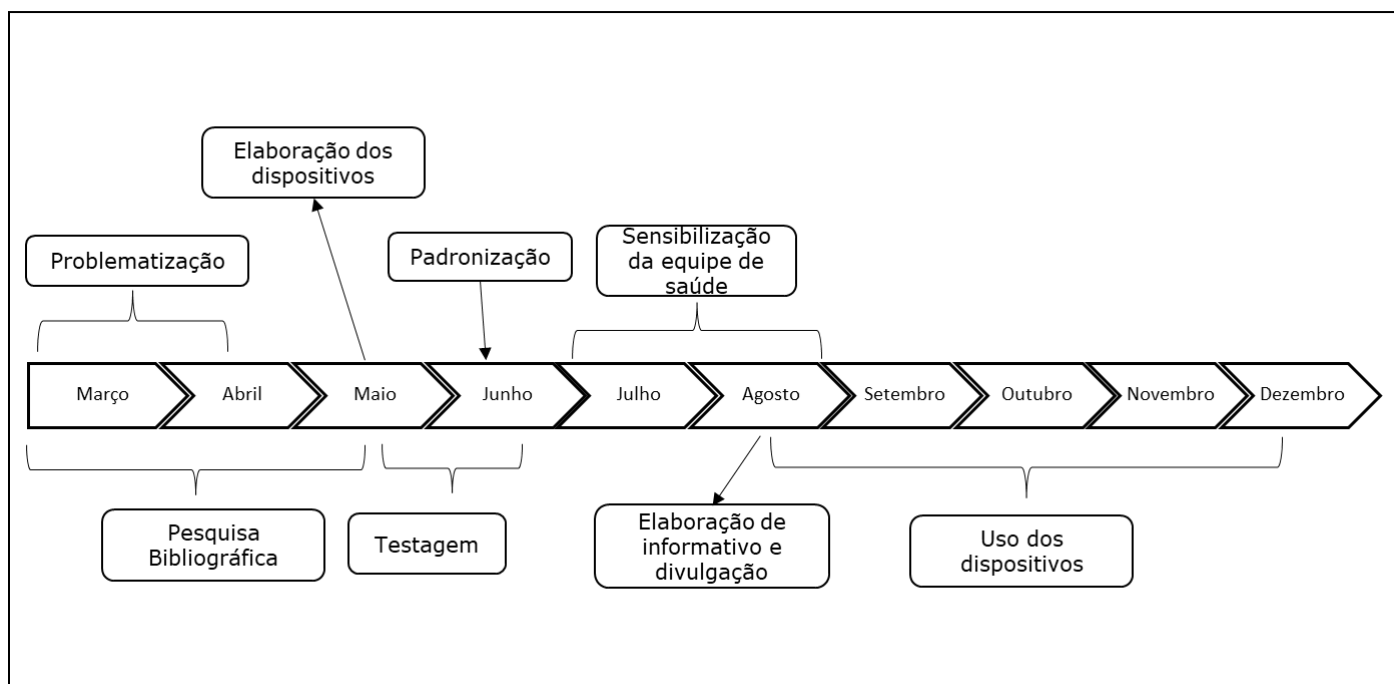 Elaboração dos
dispositivos
Problematização
Padronização
Sensibilização
da equipe de
saúde
Março
Abril
Maio
Junho
Julho
Agosto
Setembro
Outubro
Novembro
Dezembro
Pesquisa
Bibliográfica
Testagem
Elaboração de
informativo e
divulgação
Uso dos
dispositivos